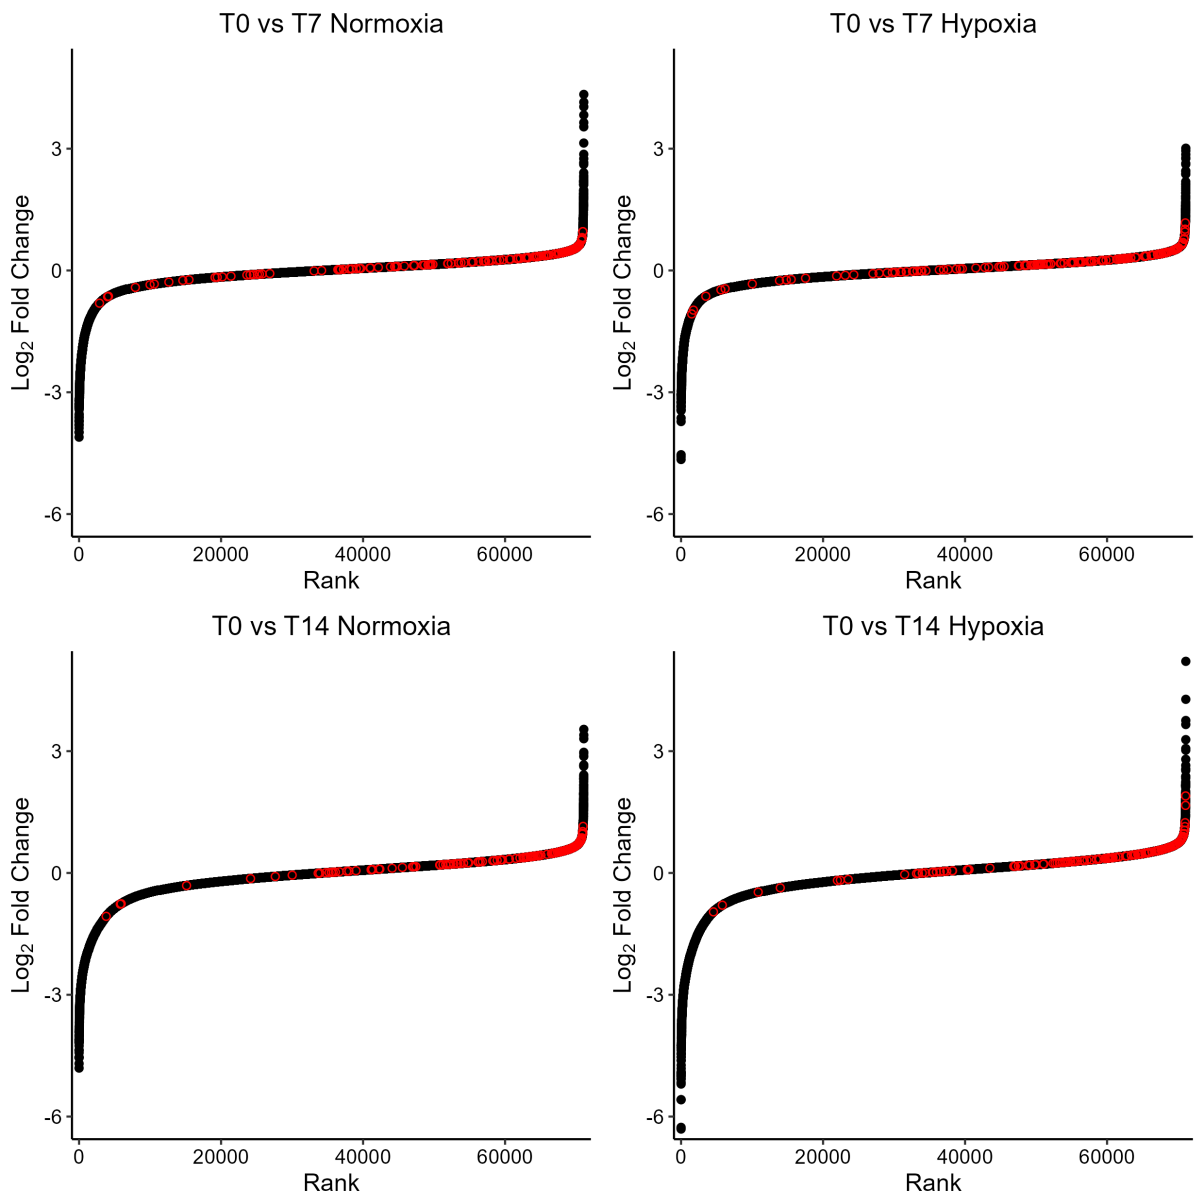 T0 vs T7 Normoxia
3
0
-3
-6
Log₂ Fold Change
0 20000 40000 60000
Rank
T0 vs T7 Hypoxia
3
0
-3
-6
Log₂ Fold Change
0 20000 40000 60000
Rank
T0 vs T14 Normoxia
3
0
-3
-6
Log₂ Fold Change
0 20000 40000 60000
Rank
T0 vs T14 Hypoxia
3
0
-3
-6
Log₂ Fold Change
0 20000 40000 60000
Rank